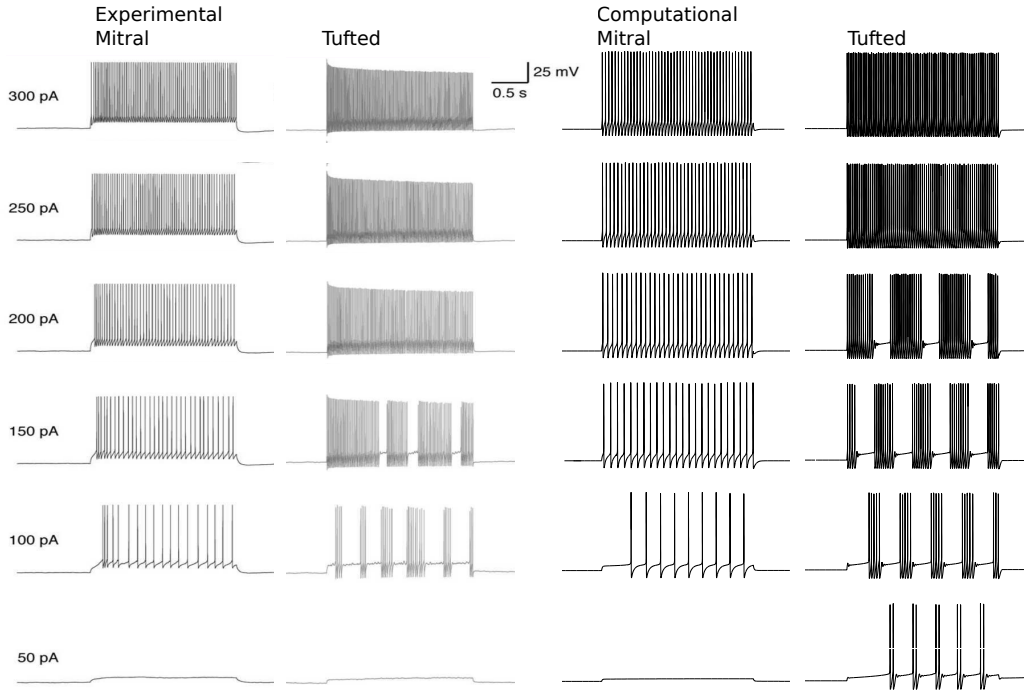 Experimental
Mitral
Tufted
Computational
Mitral
Tufted
25 mV
0.5 s
300 pA
250 pA
200 pA
150 pA
100 pA
50 pA